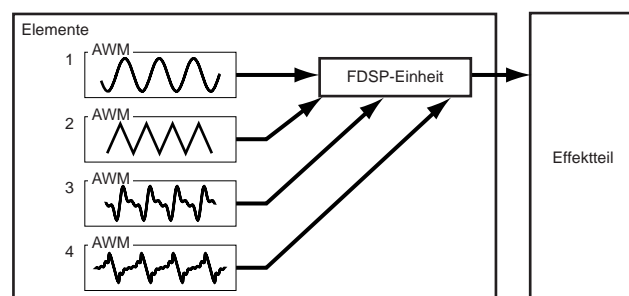 Elemente
1 AWM
FDSP-Einheit
2 AWM
Effektteil
3 AWM
4 AWM